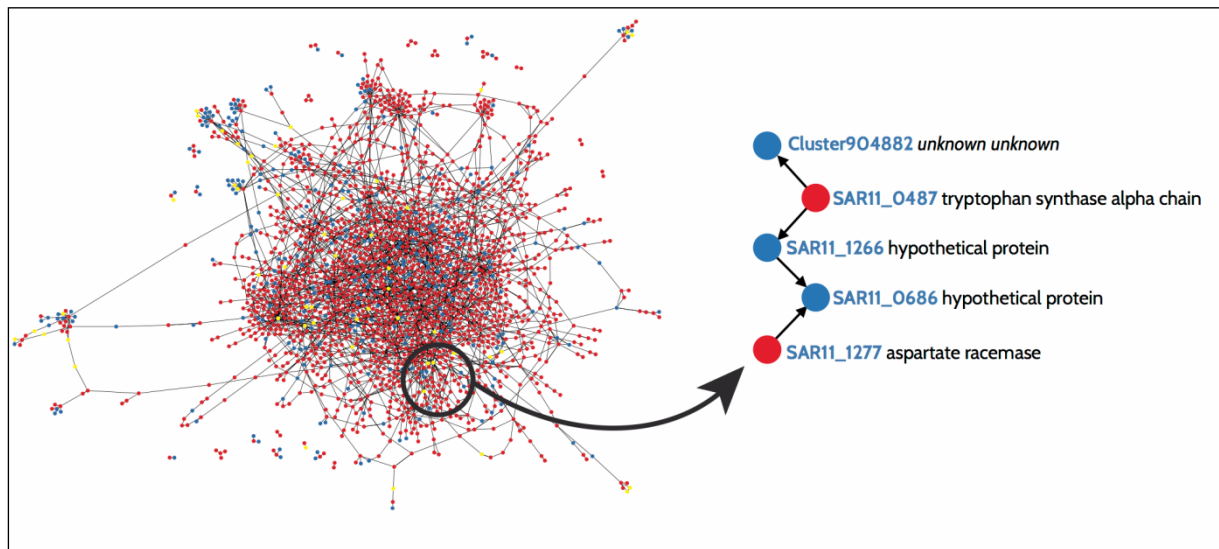 Cluster904882 unknown unknown
SAR11_0487 tryptophan synthase alpha chain
SAR11_1266 hypothetical protein
SAR11_0686 hypothetical protein
SAR11_1277 aspartate racemase